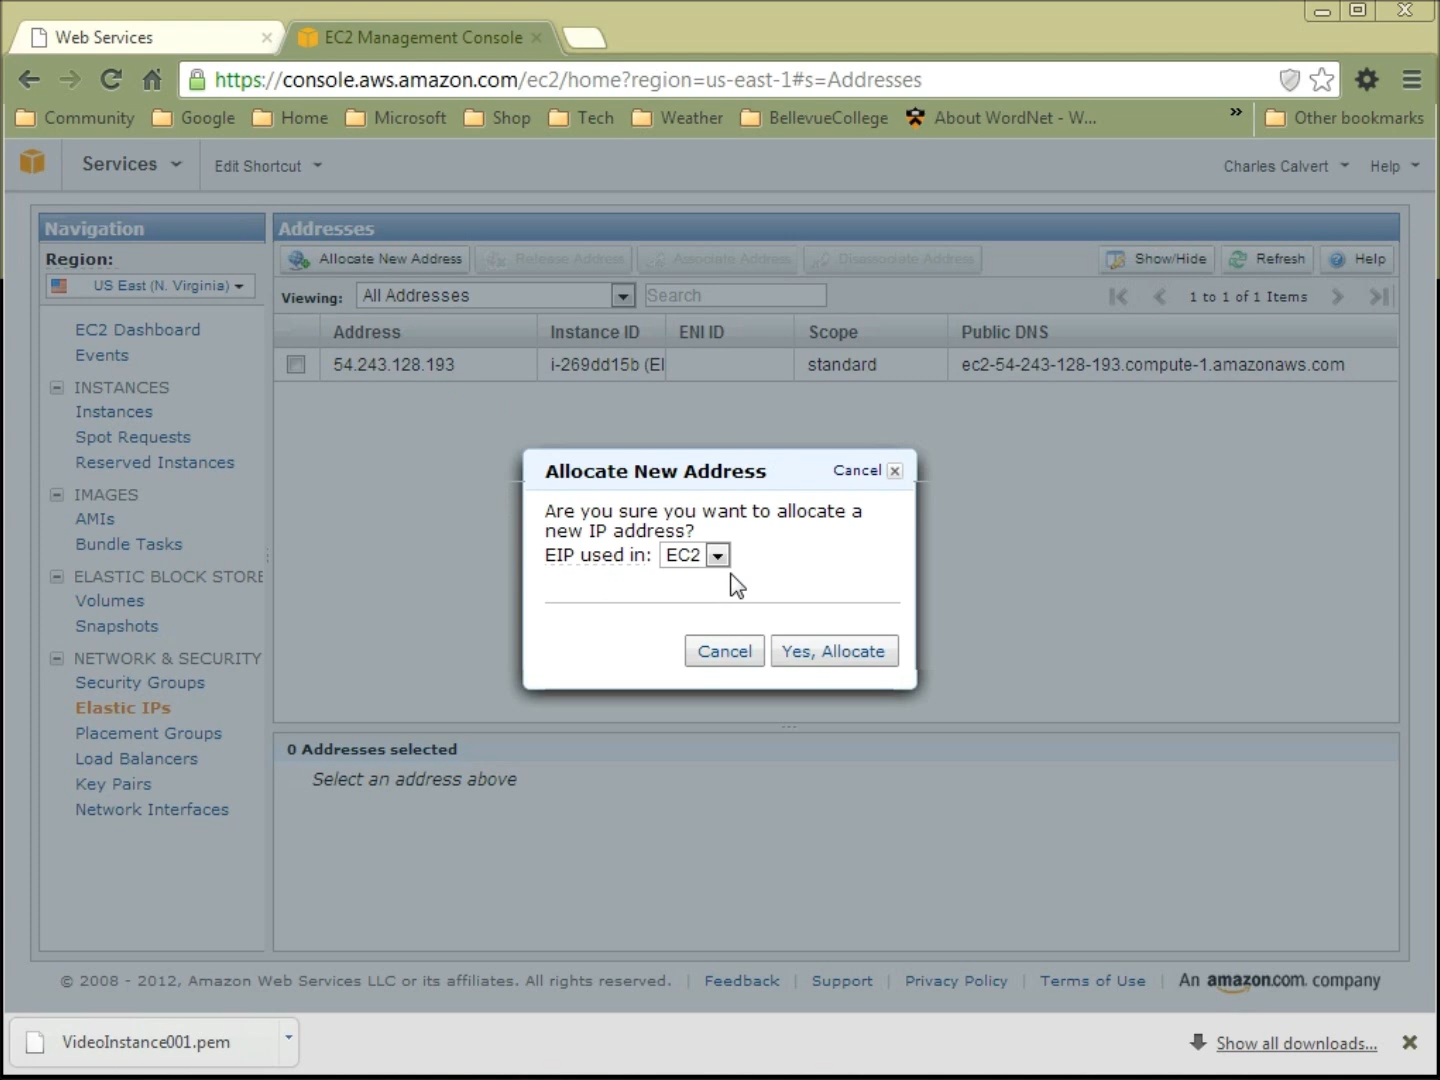 Web Services
EC2 Management Console
https://console.aws.amazon.com/ec2/home?region=us-east-1#s=Addresses
Community Google Home Microsoft Shop Tech Weather BellevueCollege About WordNet - W... » Other bookmarks
Services Edit Shortcut Charles Calvert Help
Navigation
Region:
US East (N. Virginia)
EC2 Dashboard
Events
INSTANCES
Instances
Spot Requests
Reserved Instances
IMAGES
AMIs
Bundle Tasks
ELASTIC BLOCK STORE
Volumes
Snapshots
NETWORK & SECURITY
Security Groups
Elastic IPs
Placement Groups
Load Balancers
Key Pairs
Network Interfaces
Addresses
Allocate New Address Release Address Associate Address Disassociate Address Show/Hide Refresh Help
Viewing: All Addresses Search 1 to 1 of 1 Items
Address Instance ID ENI ID Scope Public DNS
54.243.128.193 i-269dd15b (El standard ec2-54-243-128-193.compute-1.amazonaws.com
Allocate New Address Cancel
Are you sure you want to allocate a
new IP address?
EIP used in: EC2
Cancel Yes, Allocate
0 Addresses selected
Select an address above
© 2008 - 2012, Amazon Web Services LLC or its affiliates. All rights reserved. | Feedback | Support | Privacy Policy | Terms of Use | An amazon.com. company
VideoInstance001.pem
Show all downloads...